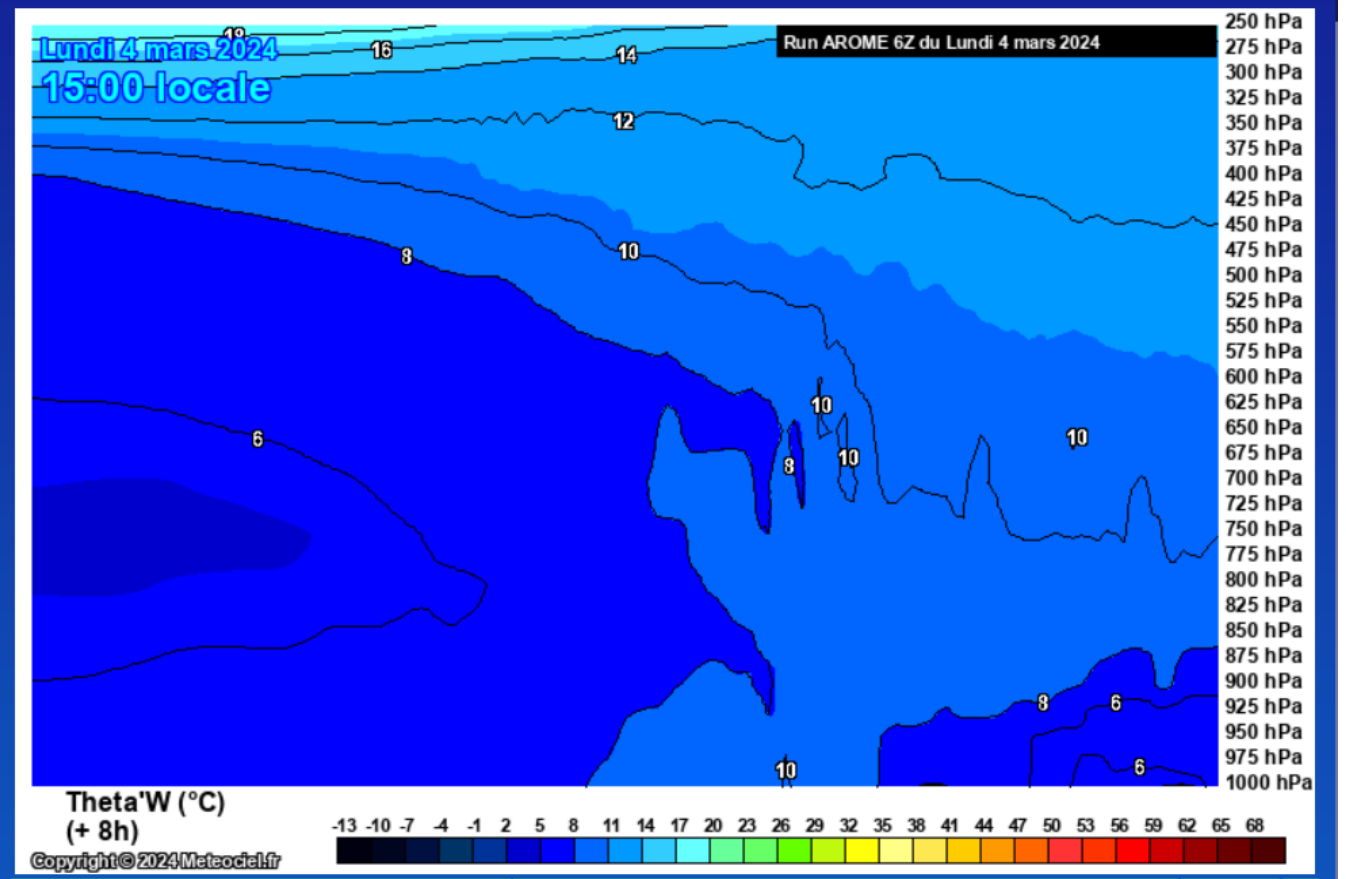 250 hPa
18
Lundi 4 mars 2024
16
14
Run AROME 6Z du Lundi 4 mars 2024
275 hPa
300 hPa
15:00 locale
325 hPa
12
350 hPa
375 hPa
400 hPa
425 hPa
450 hPa
8
10
475 hPa
500 hPa
525 hPa
550 hPa
575 hPa
600 hPa
10
625 hPa
6
10
650 hPa
8
10
675 hPa
700 hPa
725 hPa
750 hPa
775 hPa
800 hPa
825 hPa
850 hPa
875 hPa
900 hPa
8
6
925 hPa
950 hPa
10
6
975 hPa
1000 hPa
Theta'W (°C)
(+ 8h)
-13 -10 -7 -4 -1 2 5 8 11 14 17 20 23 26 29 32 35 38 41 44 47 50 53 56 59 62 65 68
Copyright © 2024 Meteociel.fr